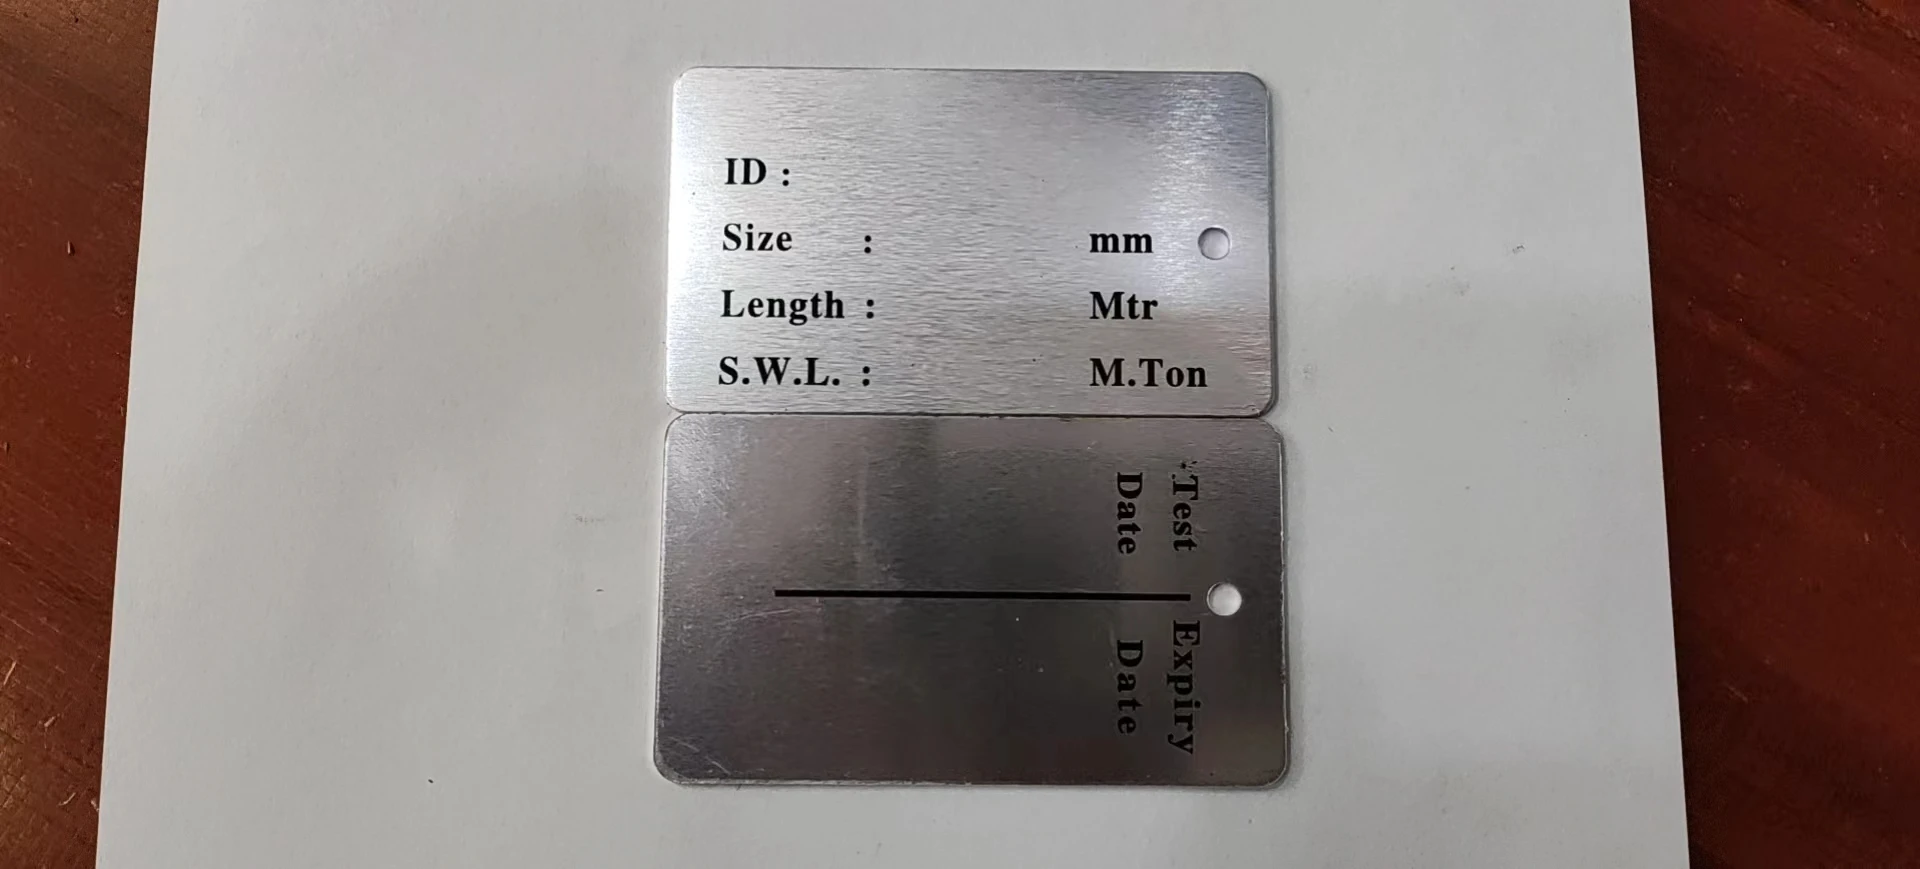 ID :
Size : mm
Length : Mtr
S.W.L. : M.Ton
Test Expiry
Date Date